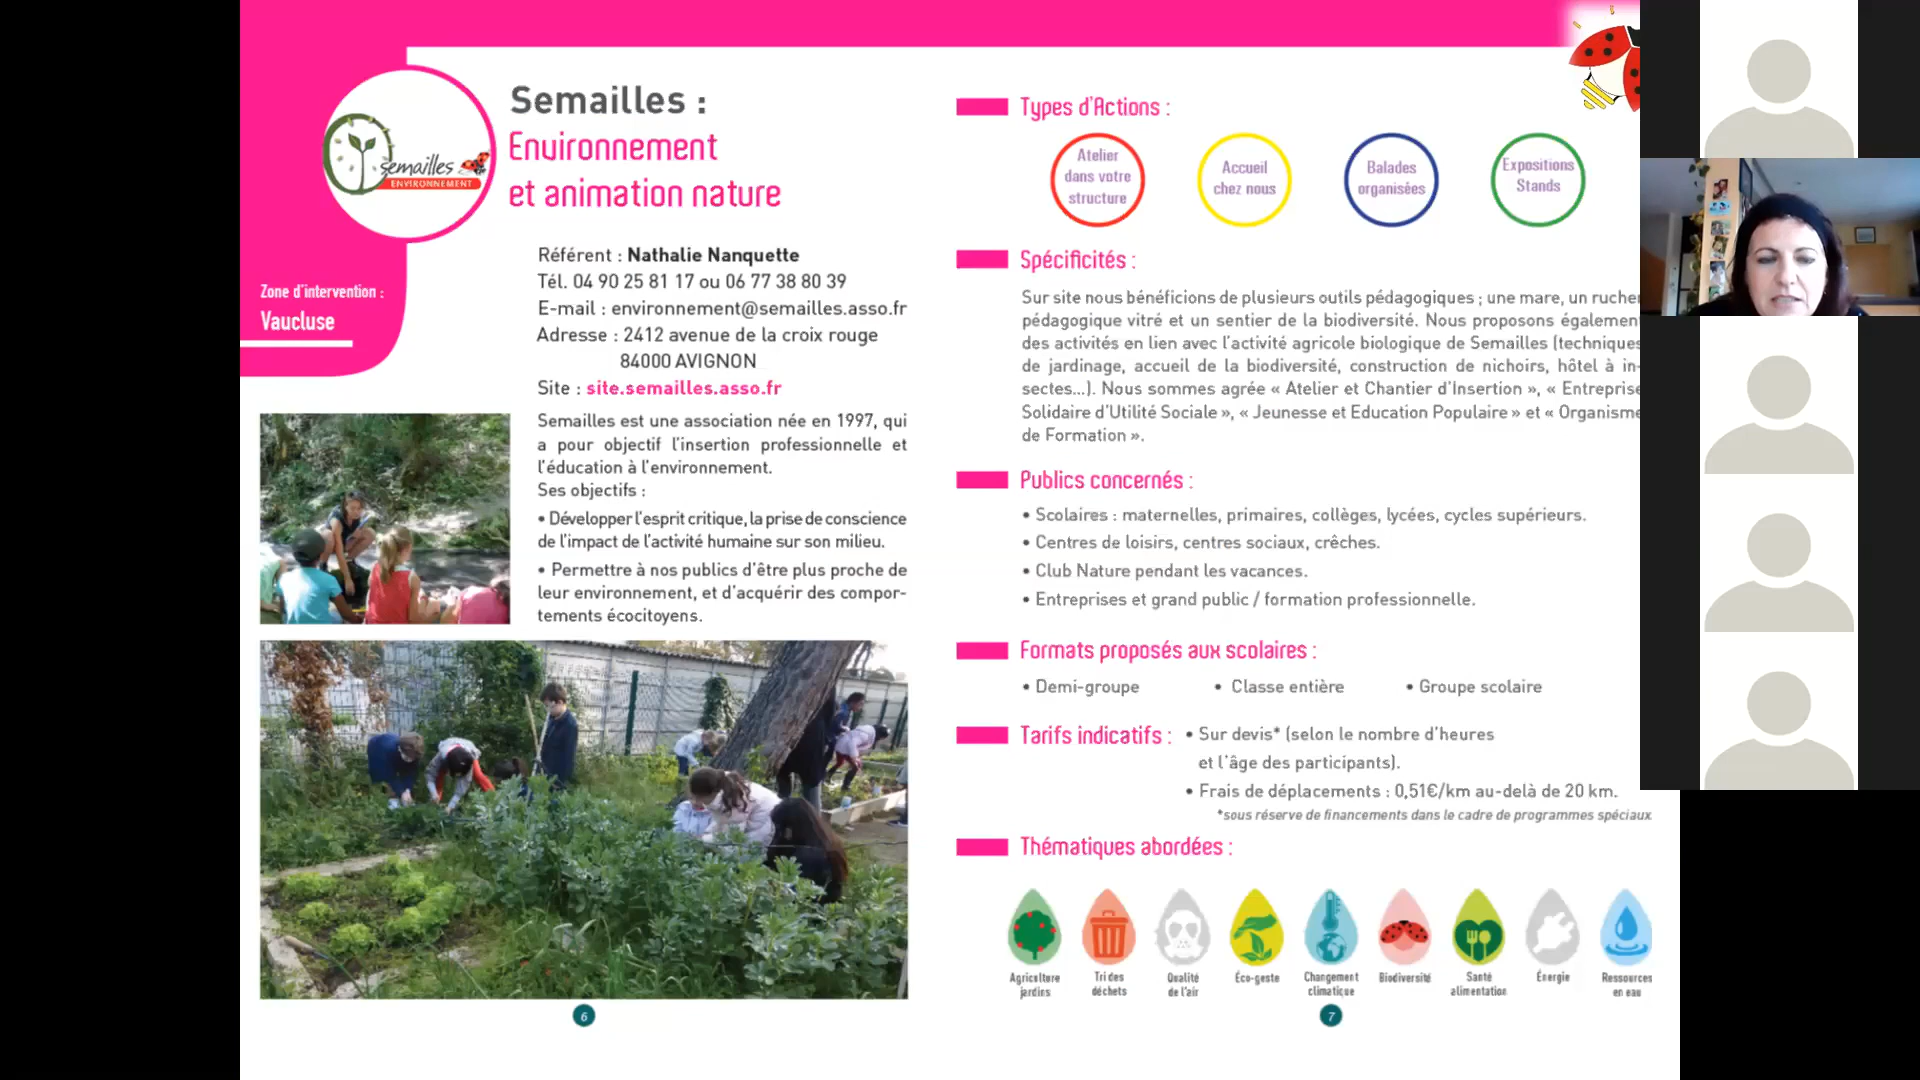 semailles
ENVIRONNEMENT
Semailles :
Environnement
et animation nature
Zone d'intervention :
Vaucluse
Référent : Nathalie Nanquette
Tél. 04 90 25 81 17 ou 06 77 38 80 39
E-mail : environnement@semailles.asso.fr
Adresse : 2412 avenue de la croix rouge
84000 AVIGNON
Site : site.semailles.asso.fr
Semailles est une association née en 1997, qui
a pour objectif l'insertion professionnelle et
l'éducation à l'environnement.
Ses objectifs :
• Développer l'esprit critique, la prise de conscience
de l'impact de l'activité humaine sur son milieu.
• Permettre à nos publics d'être plus proche de
leur environnement, et d'acquérir des compor-
tements écocitoyens.
6
Types d'Actions :
Atelier
dans votre
structure
Accueil
chez nous
Balades
organisées
Expositions
Stands
Spécificités :
Sur site nous bénéficions de plusieurs outils pédagogiques ; une mare, un rucher
pédagogique vitré et un sentier de la biodiversité. Nous proposons également
des activités en lien avec l'activité agricole biologique de Semailles (techniques
de jardinage, accueil de la biodiversité, construction de nichoirs, hôtel à in-
sectes...). Nous sommes agrée « Atelier et Chantier d'Insertion », « Entreprise
Solidaire d'Utilité Sociale », « Jeunesse et Education Populaire » et « Organisme
de Formation ».
Publics concernés :
• Scolaires : maternelles, primaires, collèges, lycées, cycles supérieurs.
• Centres de loisirs, centres sociaux, crêches.
• Club Nature pendant les vacances.
• Entreprises et grand public / formation professionnelle.
Formats proposés aux scolaires :
• Demi-groupe • Classe entière • Groupe scolaire
Tarifs indicatifs : • Sur devis* (selon le nombre d'heures
et l'âge des participants).
• Frais de déplacements : 0,51€/km au-delà de 20 km.
*sous réserve de financements dans le cadre de programmes spéciaux
Thématiques abordées :
Agriculture
jardins
Tri des
déchets
Qualité
de l'air
Éco-geste
Changement
climatique
Biodiversité
Santé
alimentation
Énergie
Ressources
en eau
7